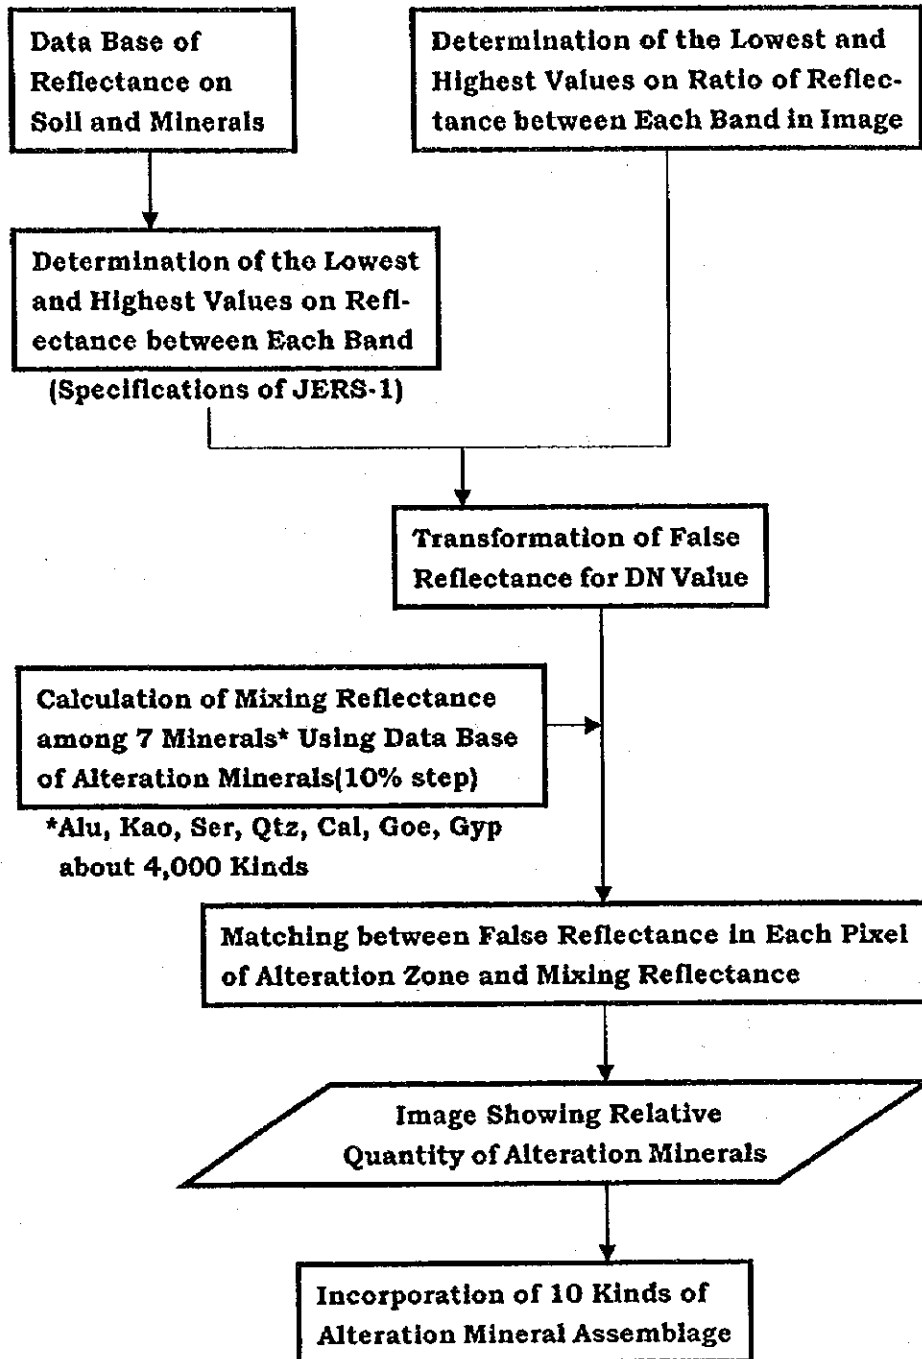 Data Base of
Reflectance on
Soil and Minerals
Determination of the Lowest and
Highest Values on Ratio of Reflec-
tance between Each Band in Image
Determination of the Lowest
and Highest Values on Refl-
ectance between Each Band
(Specifications of JERS-1)
Transformation of False
Reflectance for DN Value
Calculation of Mixing Reflectance
among 7 Minerals* Using Data Base
of Alteration Minerals(10% step)
*Alu, Kao, Ser, Qtz, Cal, Goe, Gyp
about 4,000 Kinds
Matching between False Reflectance in Each Pixel
of Alteration Zone and Mixing Reflectance
Image Showing Relative
Quantity of Alteration Minerals
Incorporation of 10 Kinds of
Alteration Mineral Assemblage